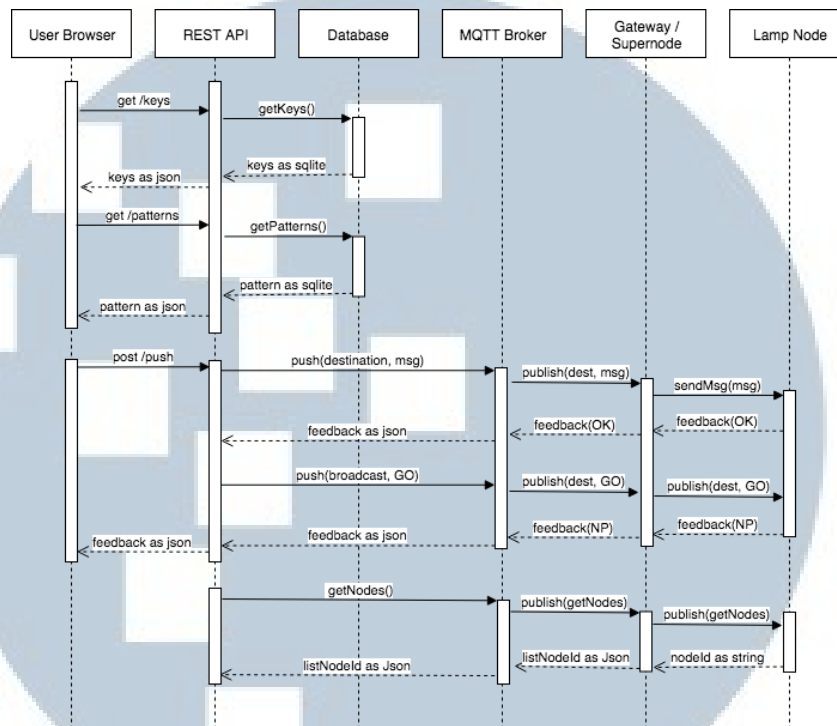 User Browser
REST API
Database
MQTT Broker
Gateway /
Supernode
Lamp Node
get /keys
getKeys()
keys as sqlite
keys as json
get /patterns
getPatterns()
pattern as sqlite
pattern as json
post /push
push(destination, msg)
publish(dest, msg)
sendMsg(msg)
feedback(OK)
feedback(OK)
feedback as json
push(broadcast, GO)
publish(dest, GO)
publish(dest, GO)
feedback(NP)
feedback(NP)
feedback as json
feedback as json
getNodes()
publish(getNodes)
publish(getNodes)
nodeId as string
listNodeId as Json
listNodeId as Json